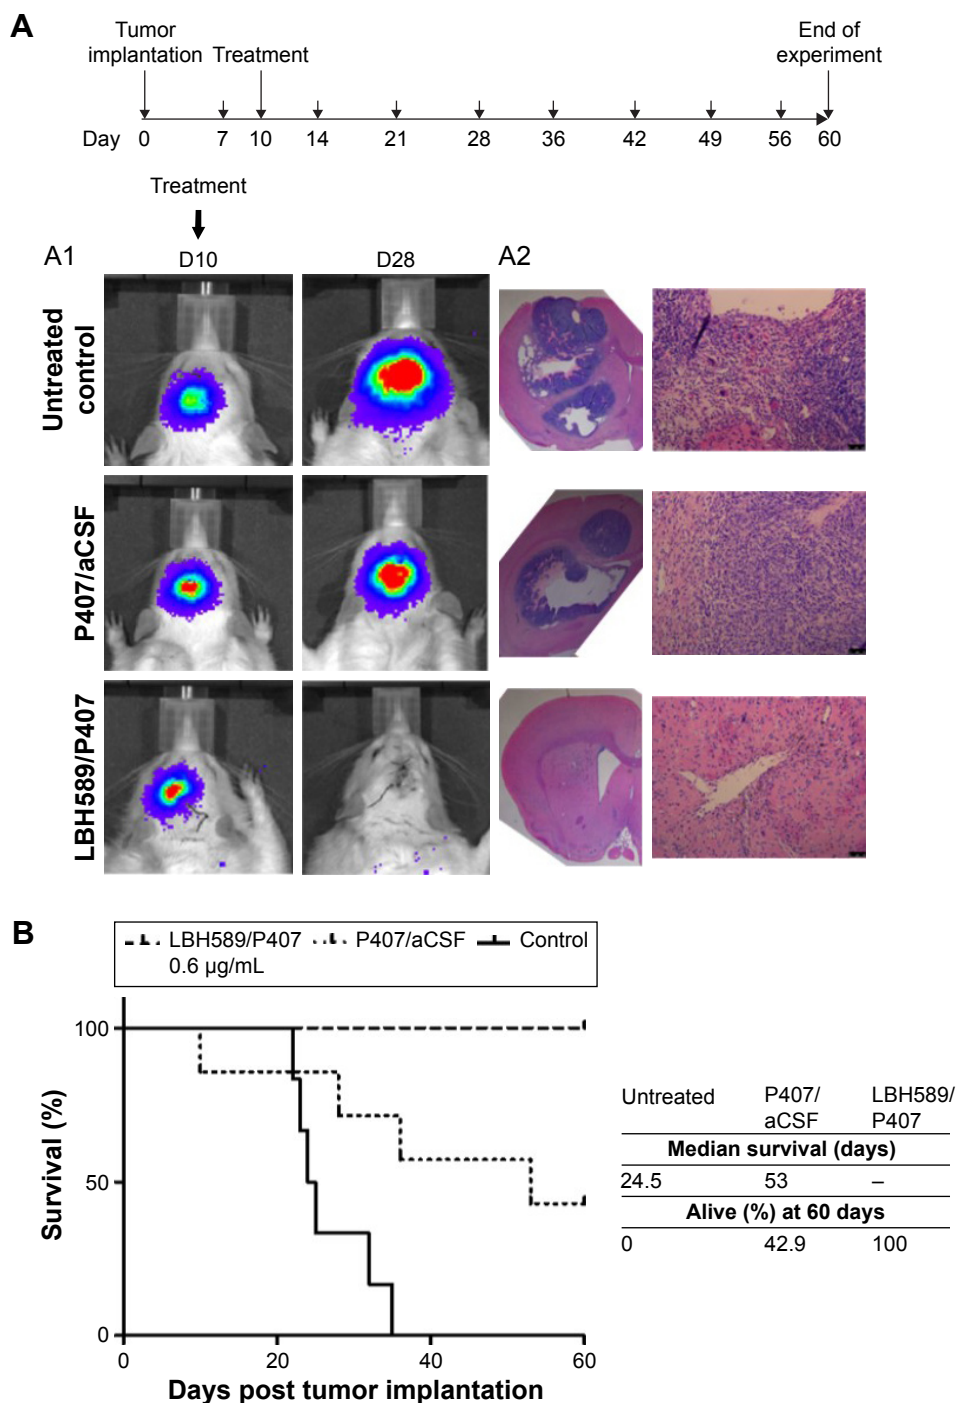 A
Tumor
implantation
Treatment
End of
experiment
Day 0 7 10 14 21 28 36 42 49 56 60
Treatment
A1
D10
D28
A2
Untreated
control
P407/aCSF
LBH589/P407
B
LBH589/P407
0.6 µg/mL
P407/aCSF
Control
Survival (%)
100
50
0
0 20 40 60
Days post tumor implantation
Untreated P407/ LBH589/
aCSF P407
Median survival (days)
24.5 53 –
Alive (%) at 60 days
0 42.9 100